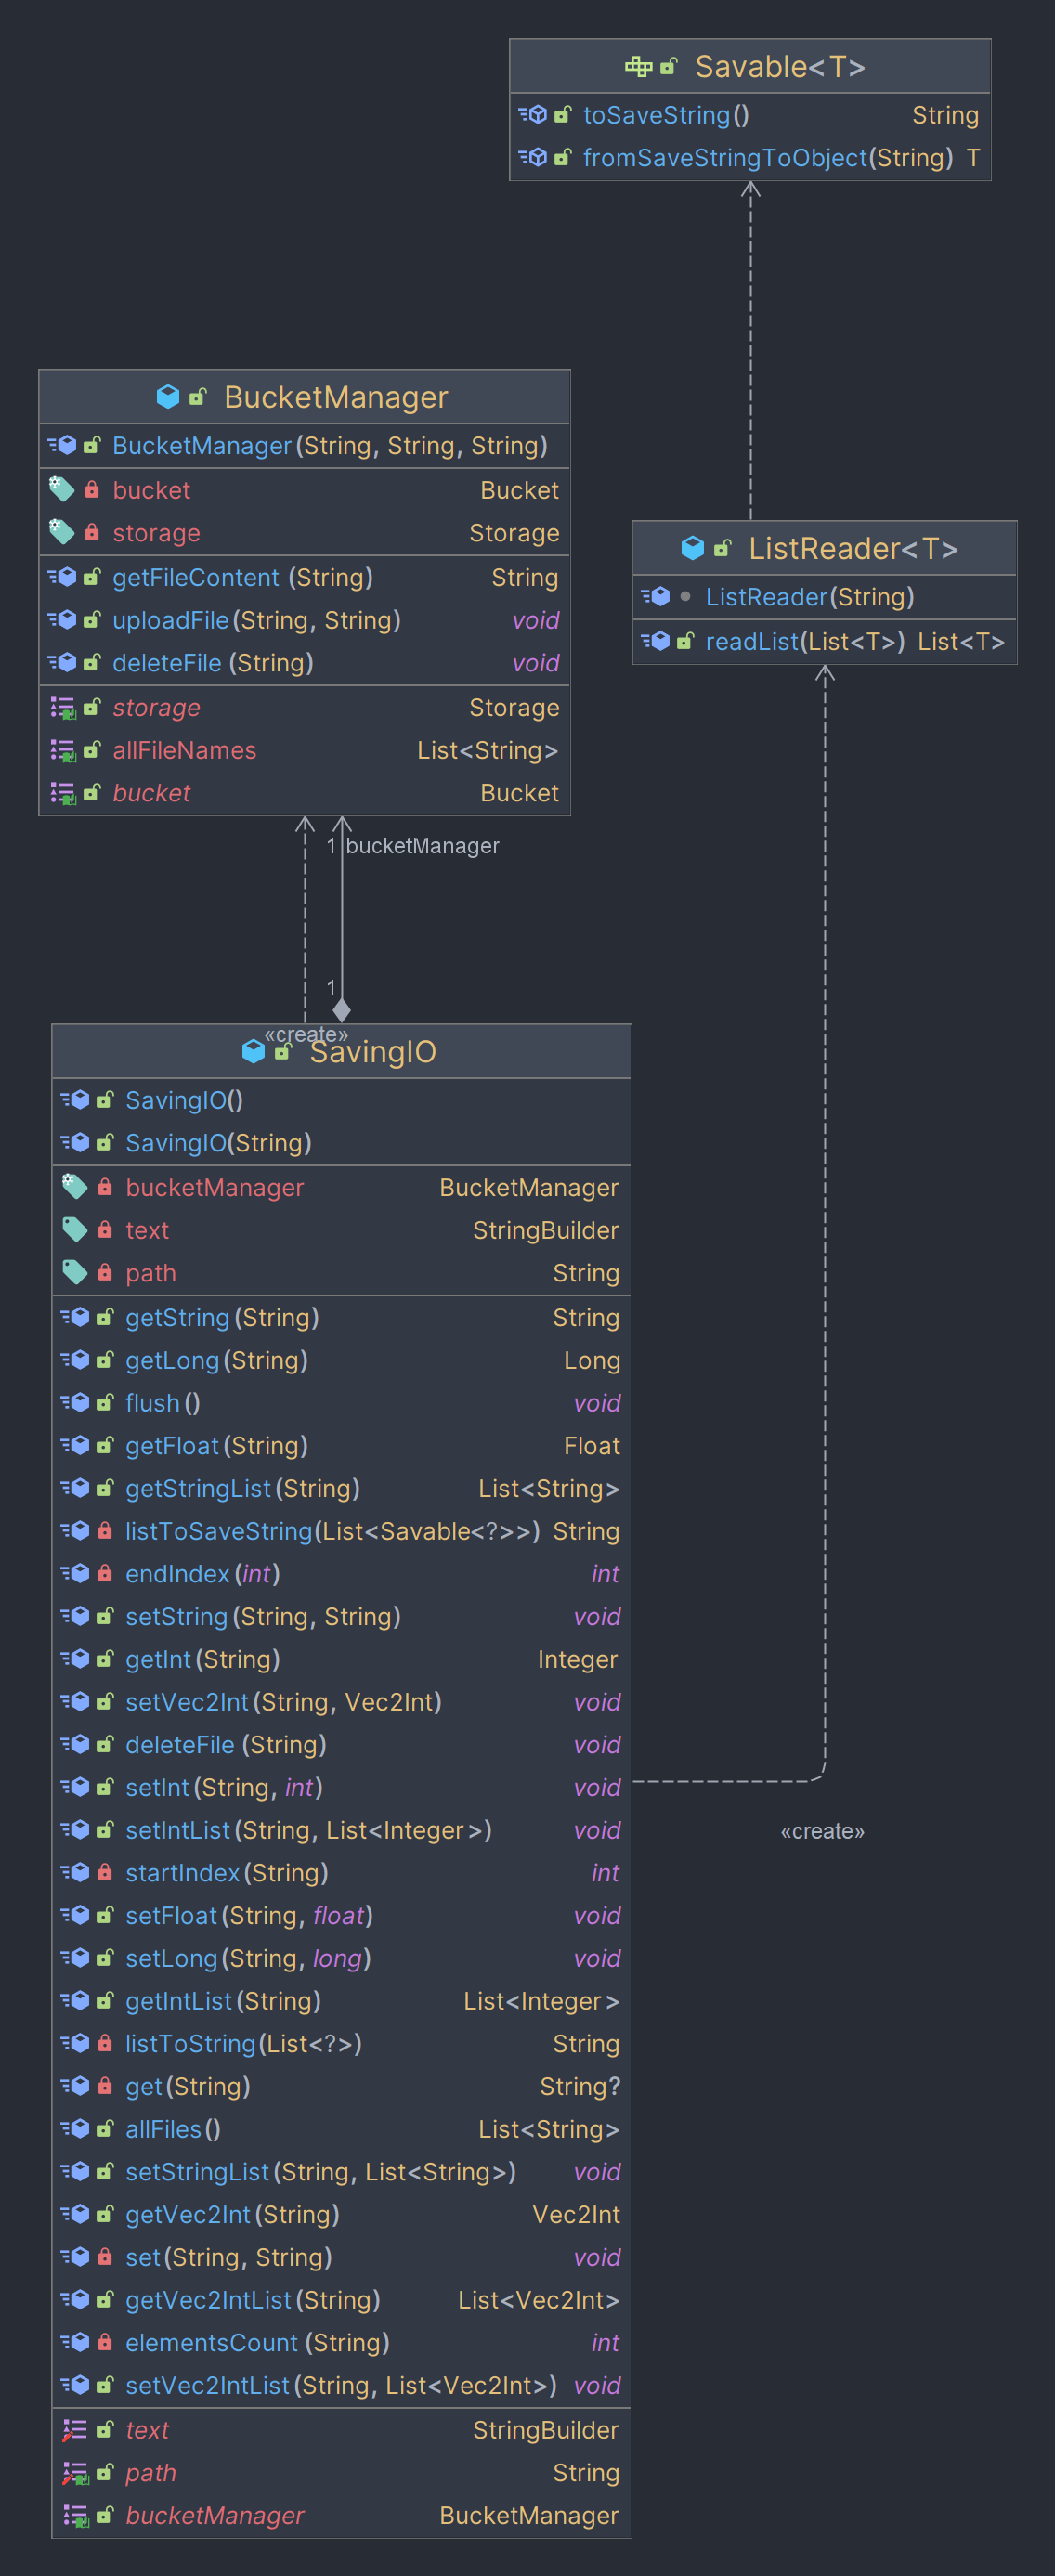 Savable<T>
toSaveString() String
fromSaveStringToObject(String) T
BucketManager
BucketManager(String, String, String)
bucket Bucket
storage Storage
getFileContent (String) String
uploadFile(String, String) void
deleteFile (String) void
storage Storage
allFileNames List<String>
bucket Bucket
ListReader<T>
ListReader(String)
readList(List<T>) List<T>
1 bucketManager
1
«create»
SavingIO
SavingIO()
SavingIO(String)
bucketManager BucketManager
text StringBuilder
path String
getString(String) String
getLong(String) Long
flush() void
getFloat(String) Float
getStringList(String) List<String>
listToSaveString(List<Savable<?>>) String
endIndex(int) int
setString(String, String) void
getInt(String) Integer
setVec2Int(String, Vec2Int) void
deleteFile (String) void
setInt(String, int) void
setIntList(String, List<Integer>) void
startIndex(String) int
setFloat(String, float) void
setLong(String, long) void
getIntList(String) List<Integer>
listToString(List<?>) String
get(String) String?
allFiles() List<String>
setStringList(String, List<String>) void
getVec2Int(String) Vec2Int
set(String, String) void
getVec2IntList(String) List<Vec2Int>
elementsCount (String) int
setVec2IntList(String, List<Vec2Int>) void
text StringBuilder
path String
bucketManager BucketManager
«create»